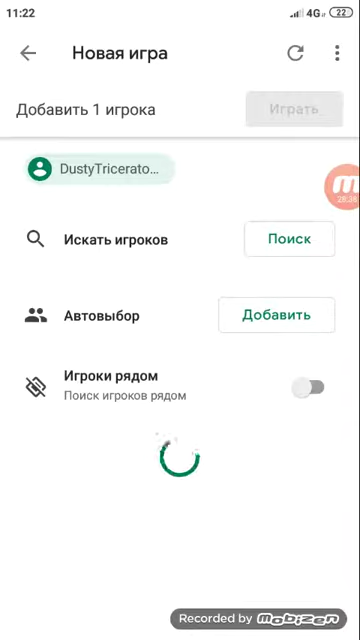 11:22
4G
22
Новая игра
Добавить 1 игрока
Играть
DustyTricerato...
Искать игроков
Поиск
Автовыбор
Добавить
Игроки рядом
Поиск игроков рядом
Recorded by mobizen